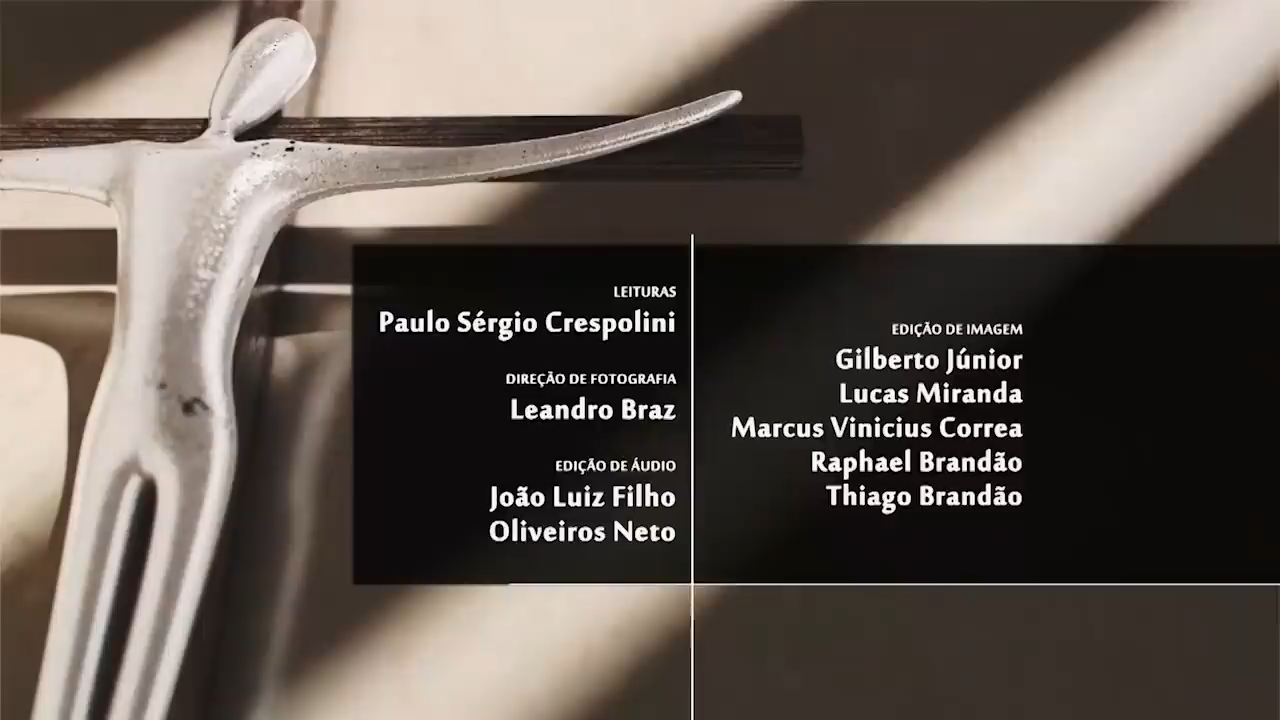 LEITURAS
Paulo Sérgio Crespolini
DIREÇÃO DE FOTOGRAFIA
Leandro Braz
EDIÇÃO DE ÁUDIO
João Luiz Filho
Oliveiros Neto
EDIÇÃO DE IMAGEM
Gilberto Júnior
Lucas Miranda
Marcus Vinicius Correa
Raphael Brandão
Thiago Brandão